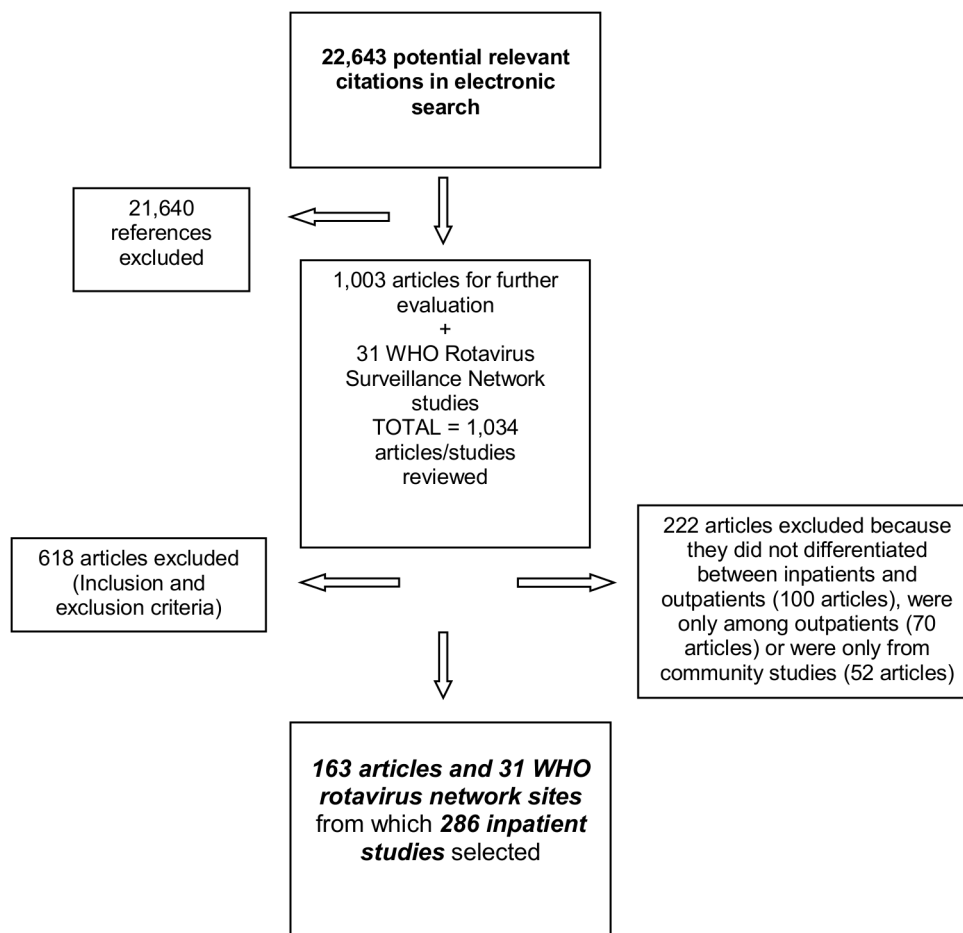 22,643 potential relevant
citations in electronic
search
21,640
references
excluded
1,003 articles for further
evaluation
+
31 WHO Rotavirus
Surveillance Network
studies
TOTAL = 1,034
articles/studies
reviewed
618 articles excluded
(Inclusion and
exclusion criteria)
222 articles excluded because
they did not differentiated
between inpatients and
outpatients (100 articles), were
only among outpatients (70
articles) or were only from
community studies (52 articles)
163 articles and 31 WHO
rotavirus network sites
from which 286 inpatient
studies selected